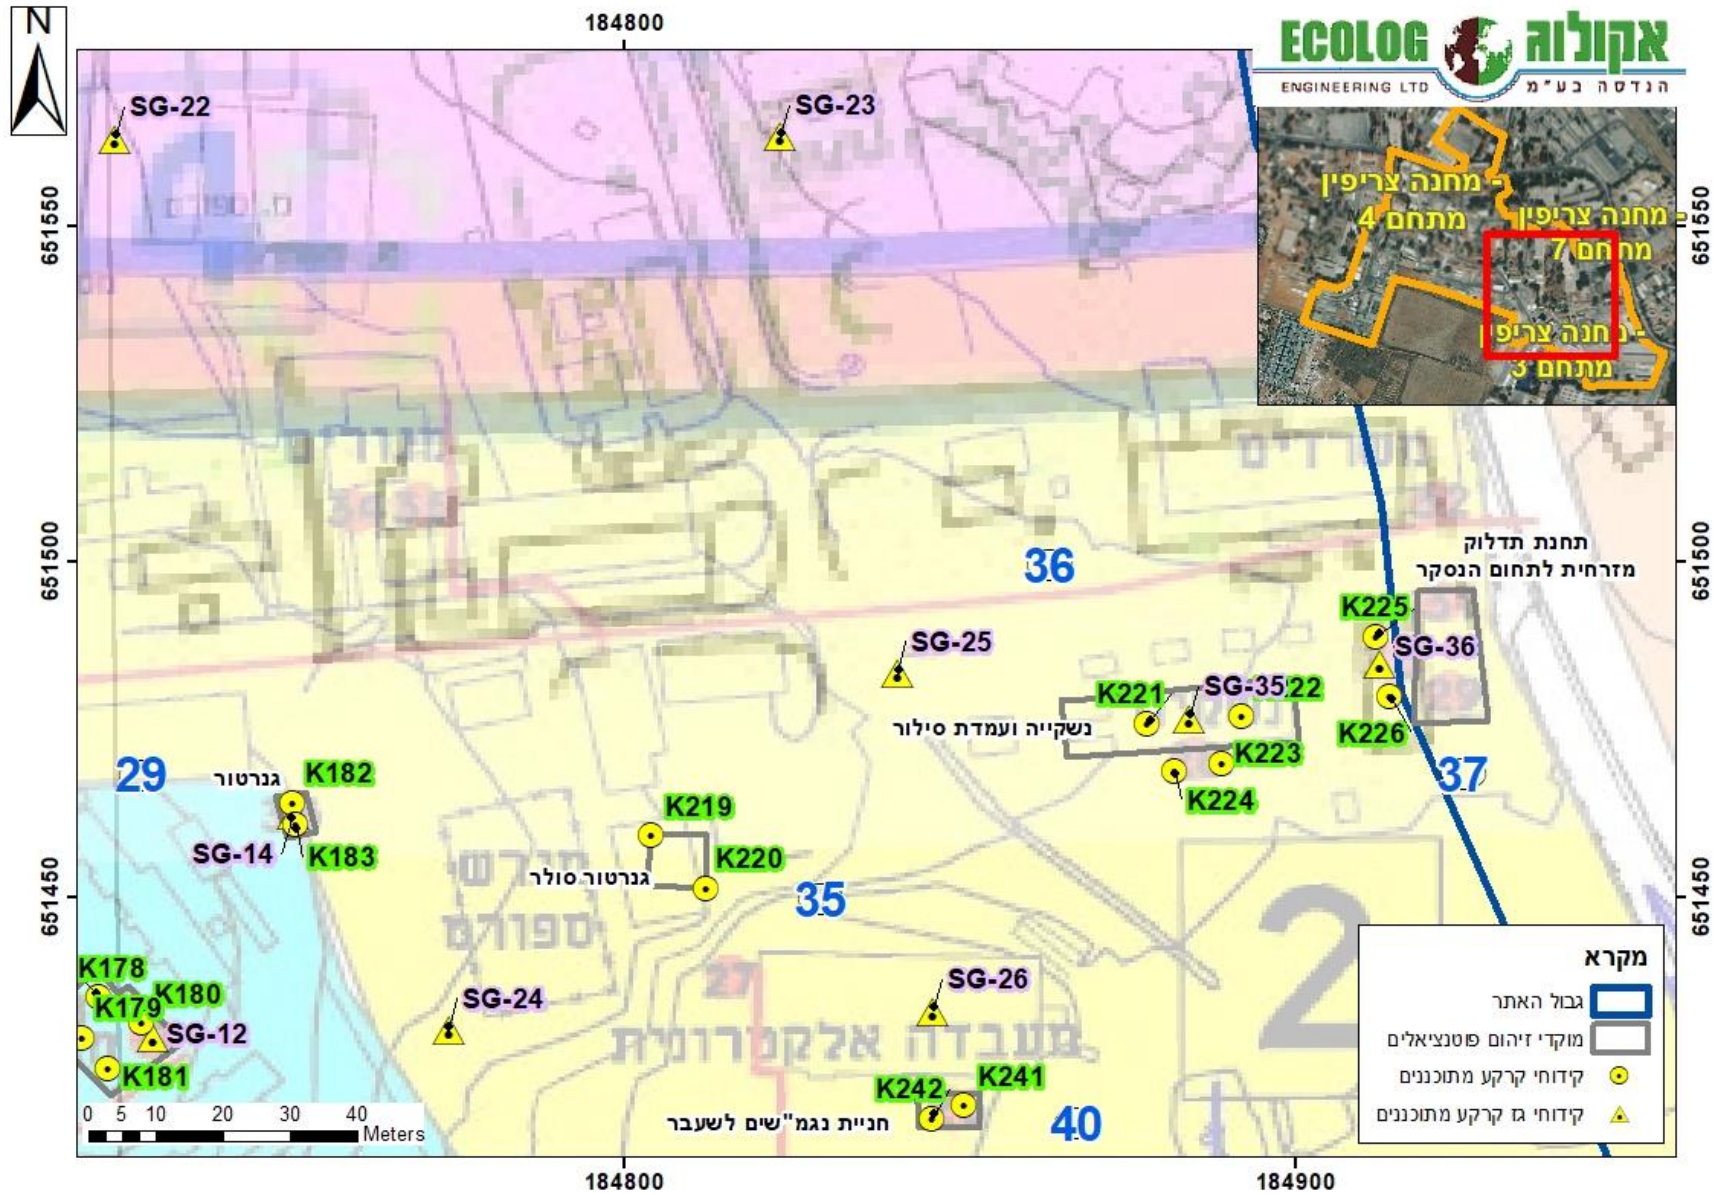 N
184800
ECOLOG
אקולוגיה
ENGINEERING LTD
הנדסה בע"מ
SG-22
SG-23
מחנה צריפין -
מתחם 4
מחנה צריפין -
מתחם 7
מחנה צריפין -
מתחם 3
651550
651550
משרדים
36
תחנת תדלוק
מזרחית לתחום הנסקר
651500
651500
K225
SG-25
SG-36
K221
SG-35
22
נשקייה ועמדת סילור
K226
K223
K224
29
גנרטור
K182
37
K219
SG-14
K183
K220
גנרטור סולר
35
ספורט
2
651450
651450
K178
K180
K179
SG-12
K181
SG-24
SG-26
27
מעבדה אלקטרונית
K242
K241
חניית נגמ"שים לשעבר
40
0 5 10 20 30 40
Meters
מקרא
גבול האתר
מוקדי זיהום פוטנציאלים
קידוחי קרקע מתוכננים
קידוחי גז קרקע מתוכננים
184800
184900